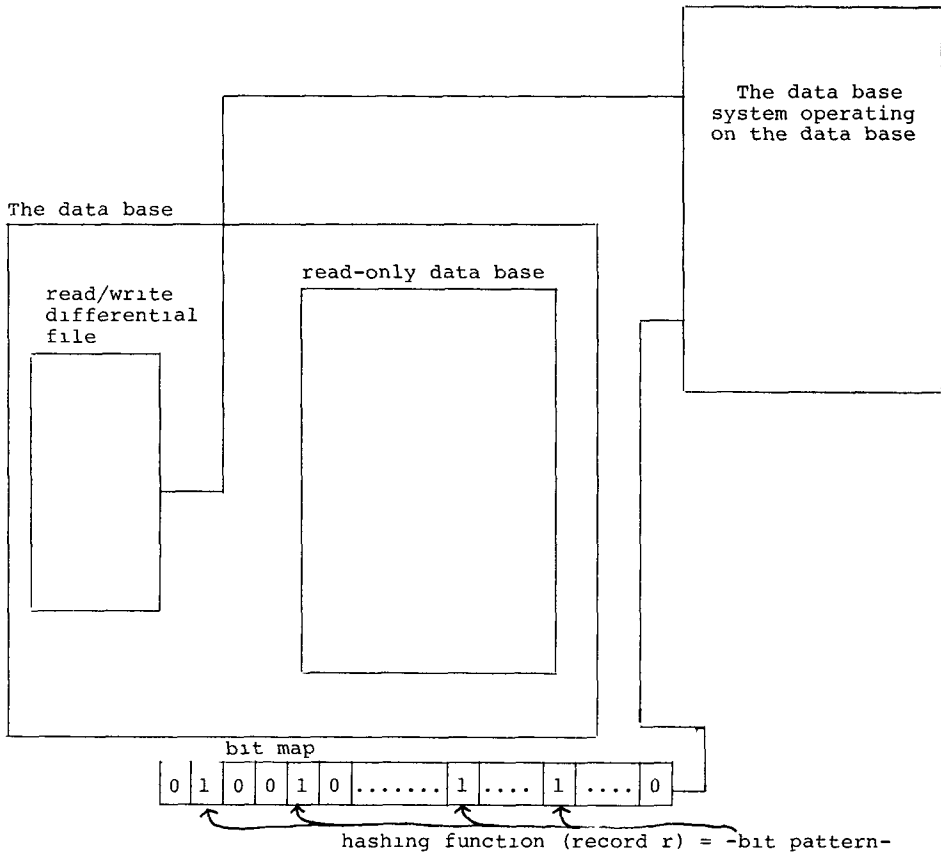 The data base
system operating
on the data base
The data base
read-only data base
read/write
differential
file
bit map
0 1 0 0 1 0 ....... 1 .... 1 .... 0
hashing function (record r) = -bit pattern-